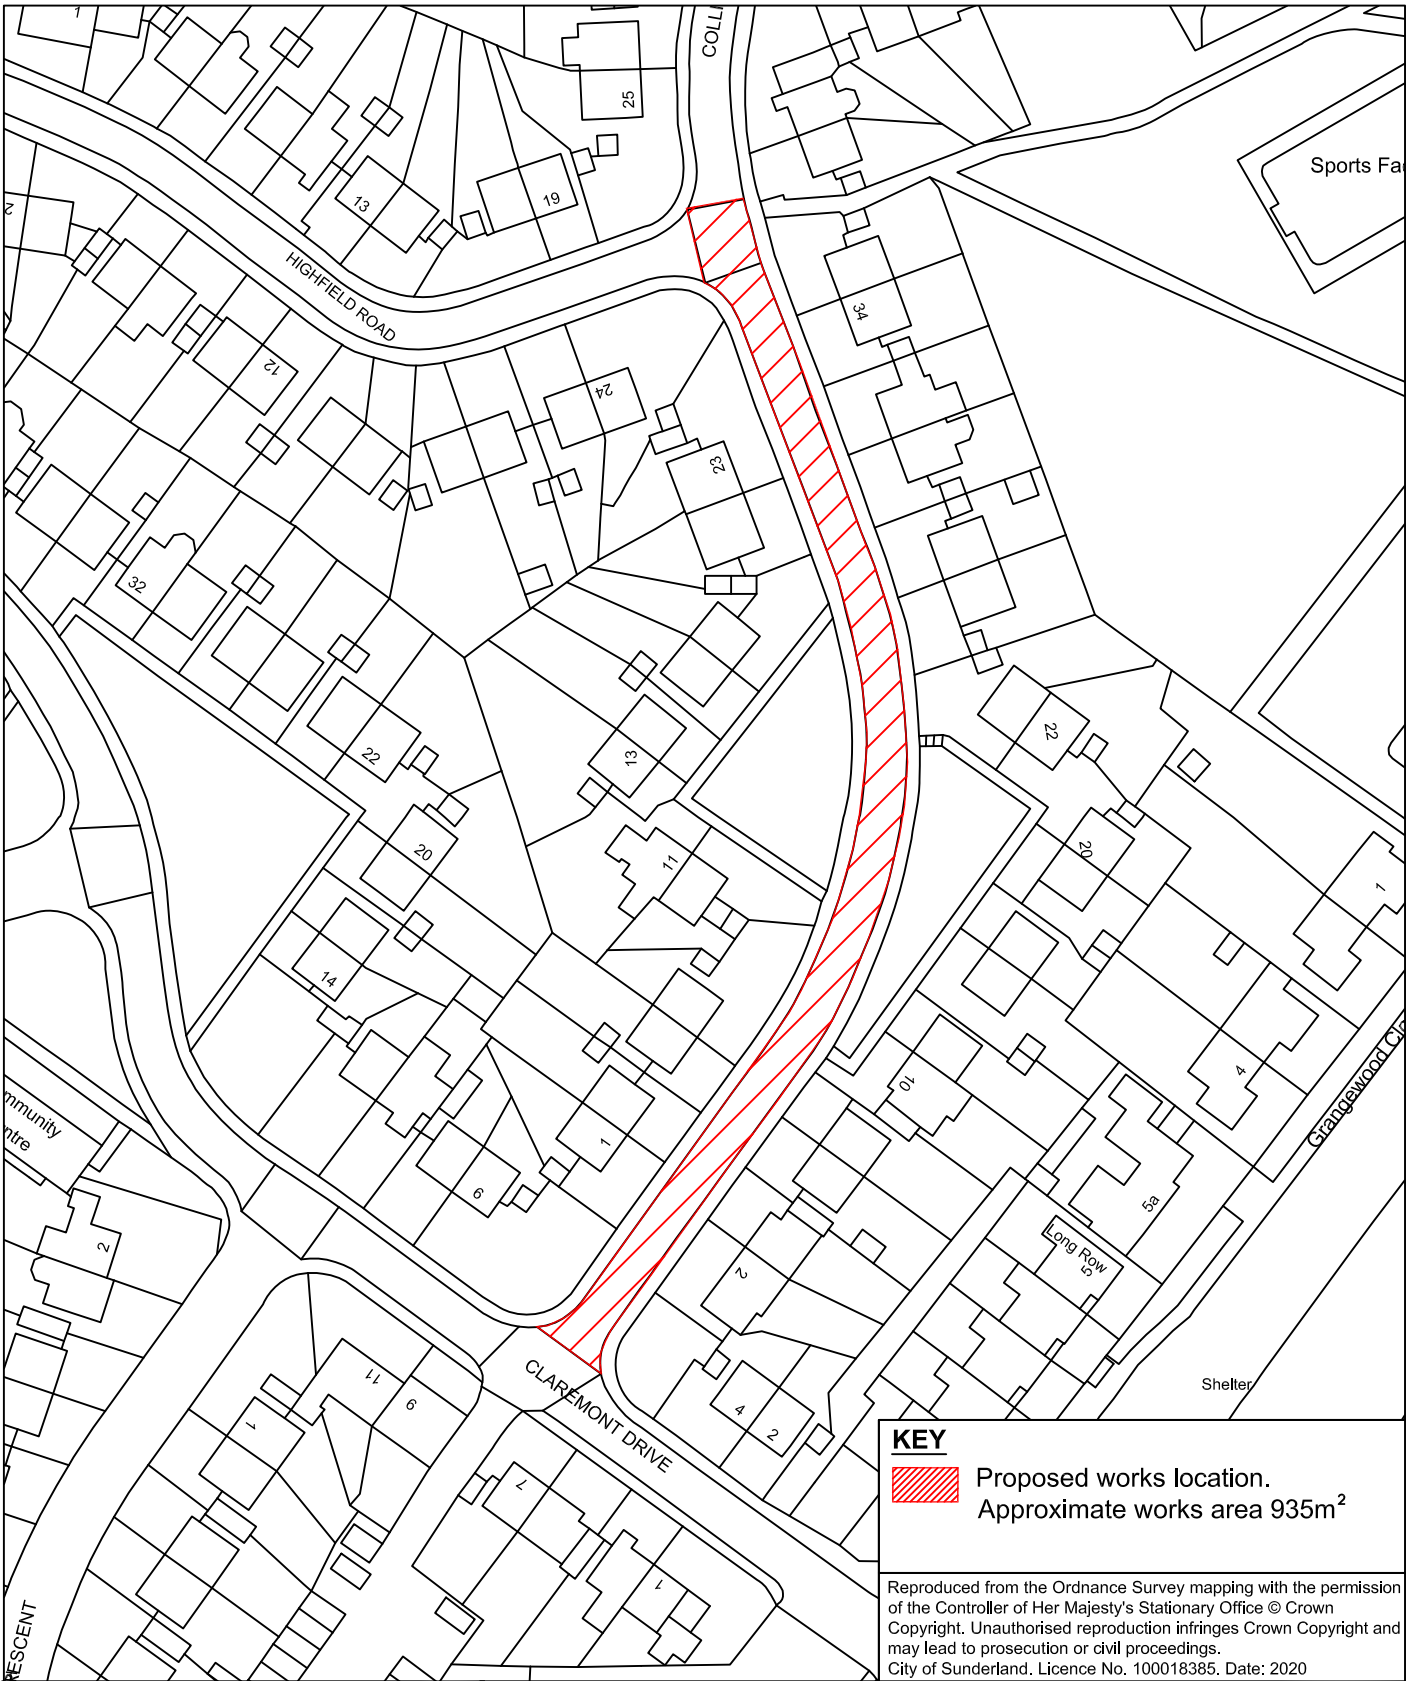 1
COLLI
25
Sports Fa
13
19
2
HIGHFIELD ROAD
34
12
24
23
32
22
13
22
20
11
20
1
14
10
4
Grangewood Clo
mmunity
ntre
1
6
5a
2
Long Row
5
2
CLAREMONT DRIVE
Shelter
11
9
4
2
1
7
1
RESCENT
KEY
Proposed works location.
Approximate works area 935m²
Reproduced from the Ordnance Survey mapping with the permission
of the Controller of Her Majesty's Stationary Office © Crown
Copyright. Unauthorised reproduction infringes Crown Copyright and
may lead to prosecution or civil proceedings.
City of Sunderland. Licence No. 100018385. Date: 2020